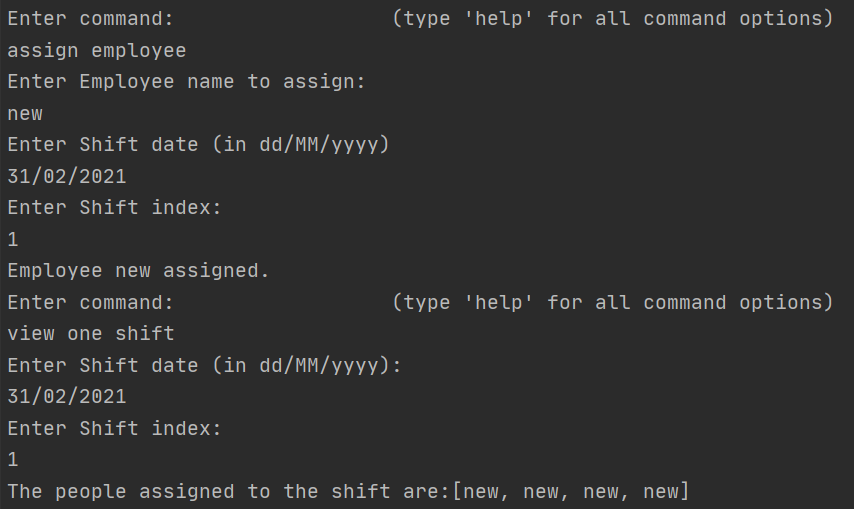 Enter command:                  (type 'help' for all command options)
assign employee
Enter Employee name to assign:
new
Enter Shift date (in dd/MM/yyyy)
31/02/2021
Enter Shift index:
1
Employee new assigned.
Enter command:                  (type 'help' for all command options)
view one shift
Enter Shift date (in dd/MM/yyyy):
31/02/2021
Enter Shift index:
1
The people assigned to the shift are:[new, new, new, new]